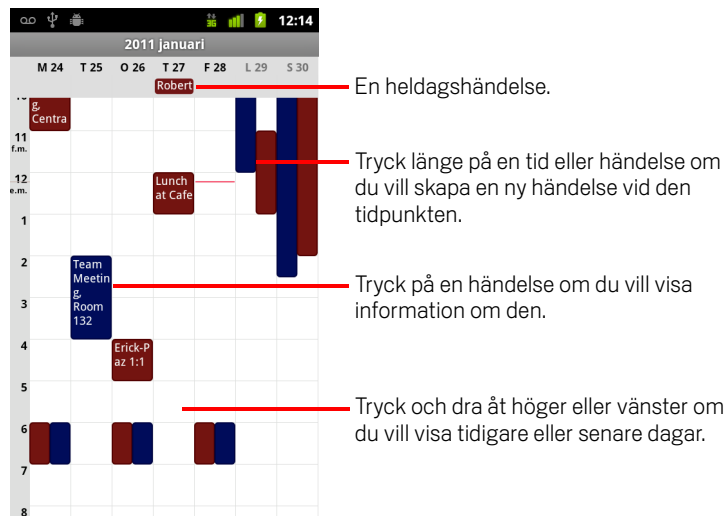 3G 12:14
2011 januari
M 24 T 25 O 26 T 27 F 28 L 29 S 30
Robert
En heldagshändelse.
g,
Centra
11
f.m.
Tryck länge på en tid eller händelse om
du vill skapa en ny händelse vid den
tidpunkten.
12
e.m.
Lunch
at Cafe
1
2
Team
Meetin
g,
Room
132
Tryck på en händelse om du vill visa
information om den.
3
4
Erick-P
az 1:1
5
Tryck och dra åt höger eller vänster om
du vill visa tidigare eller senare dagar.
6
7
8